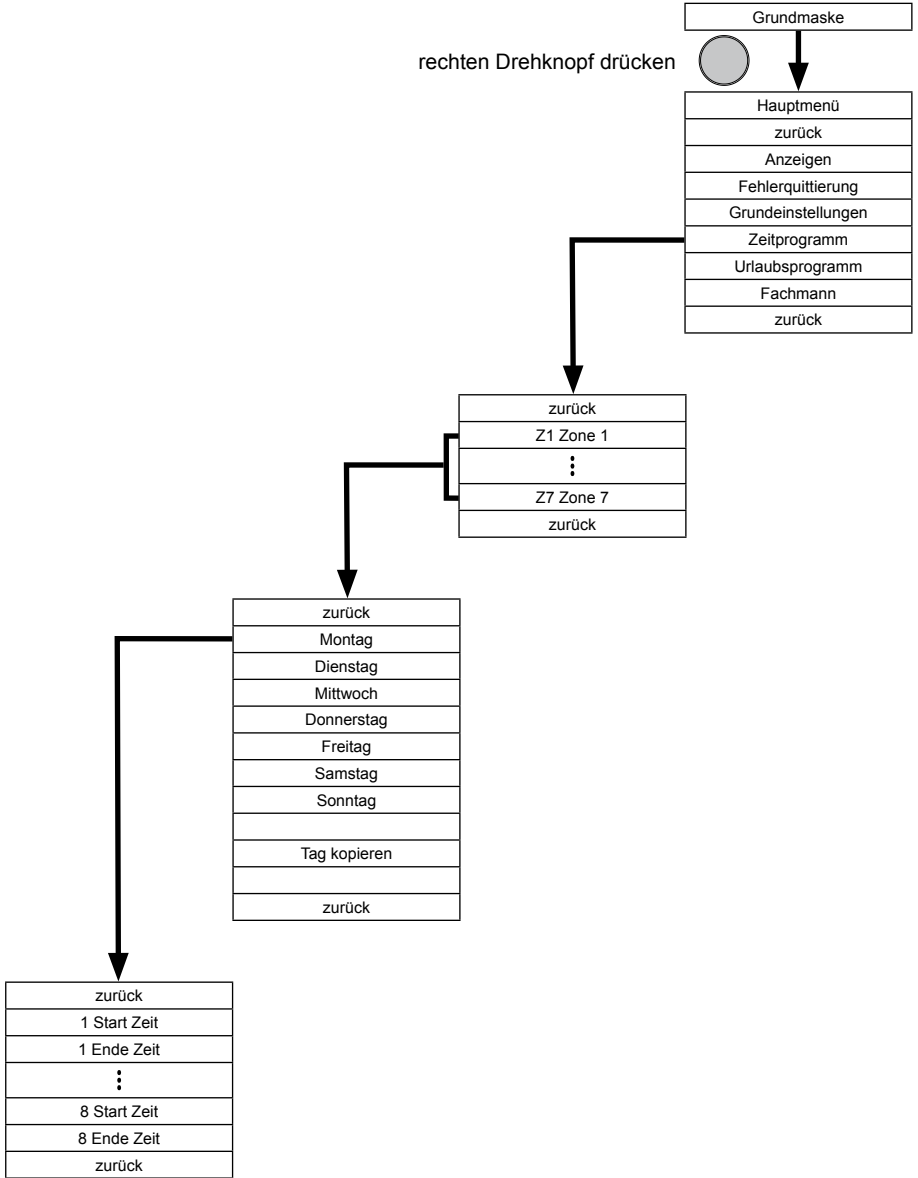 Grundmaske
rechten Drehknopf drücken
Hauptmenü
zurück
Anzeigen
Fehlerquittierung
Grundeinstellungen
Zeitprogramm
Urlaubsprogramm
Fachmann
zurück
zurück
Z1 Zone 1
Z7 Zone 7
zurück
zurück
Montag
Dienstag
Mittwoch
Donnerstag
Freitag
Samstag
Sonntag
Tag kopieren
zurück
zurück
1 Start Zeit
1 Ende Zeit
8 Start Zeit
8 Ende Zeit
zurück